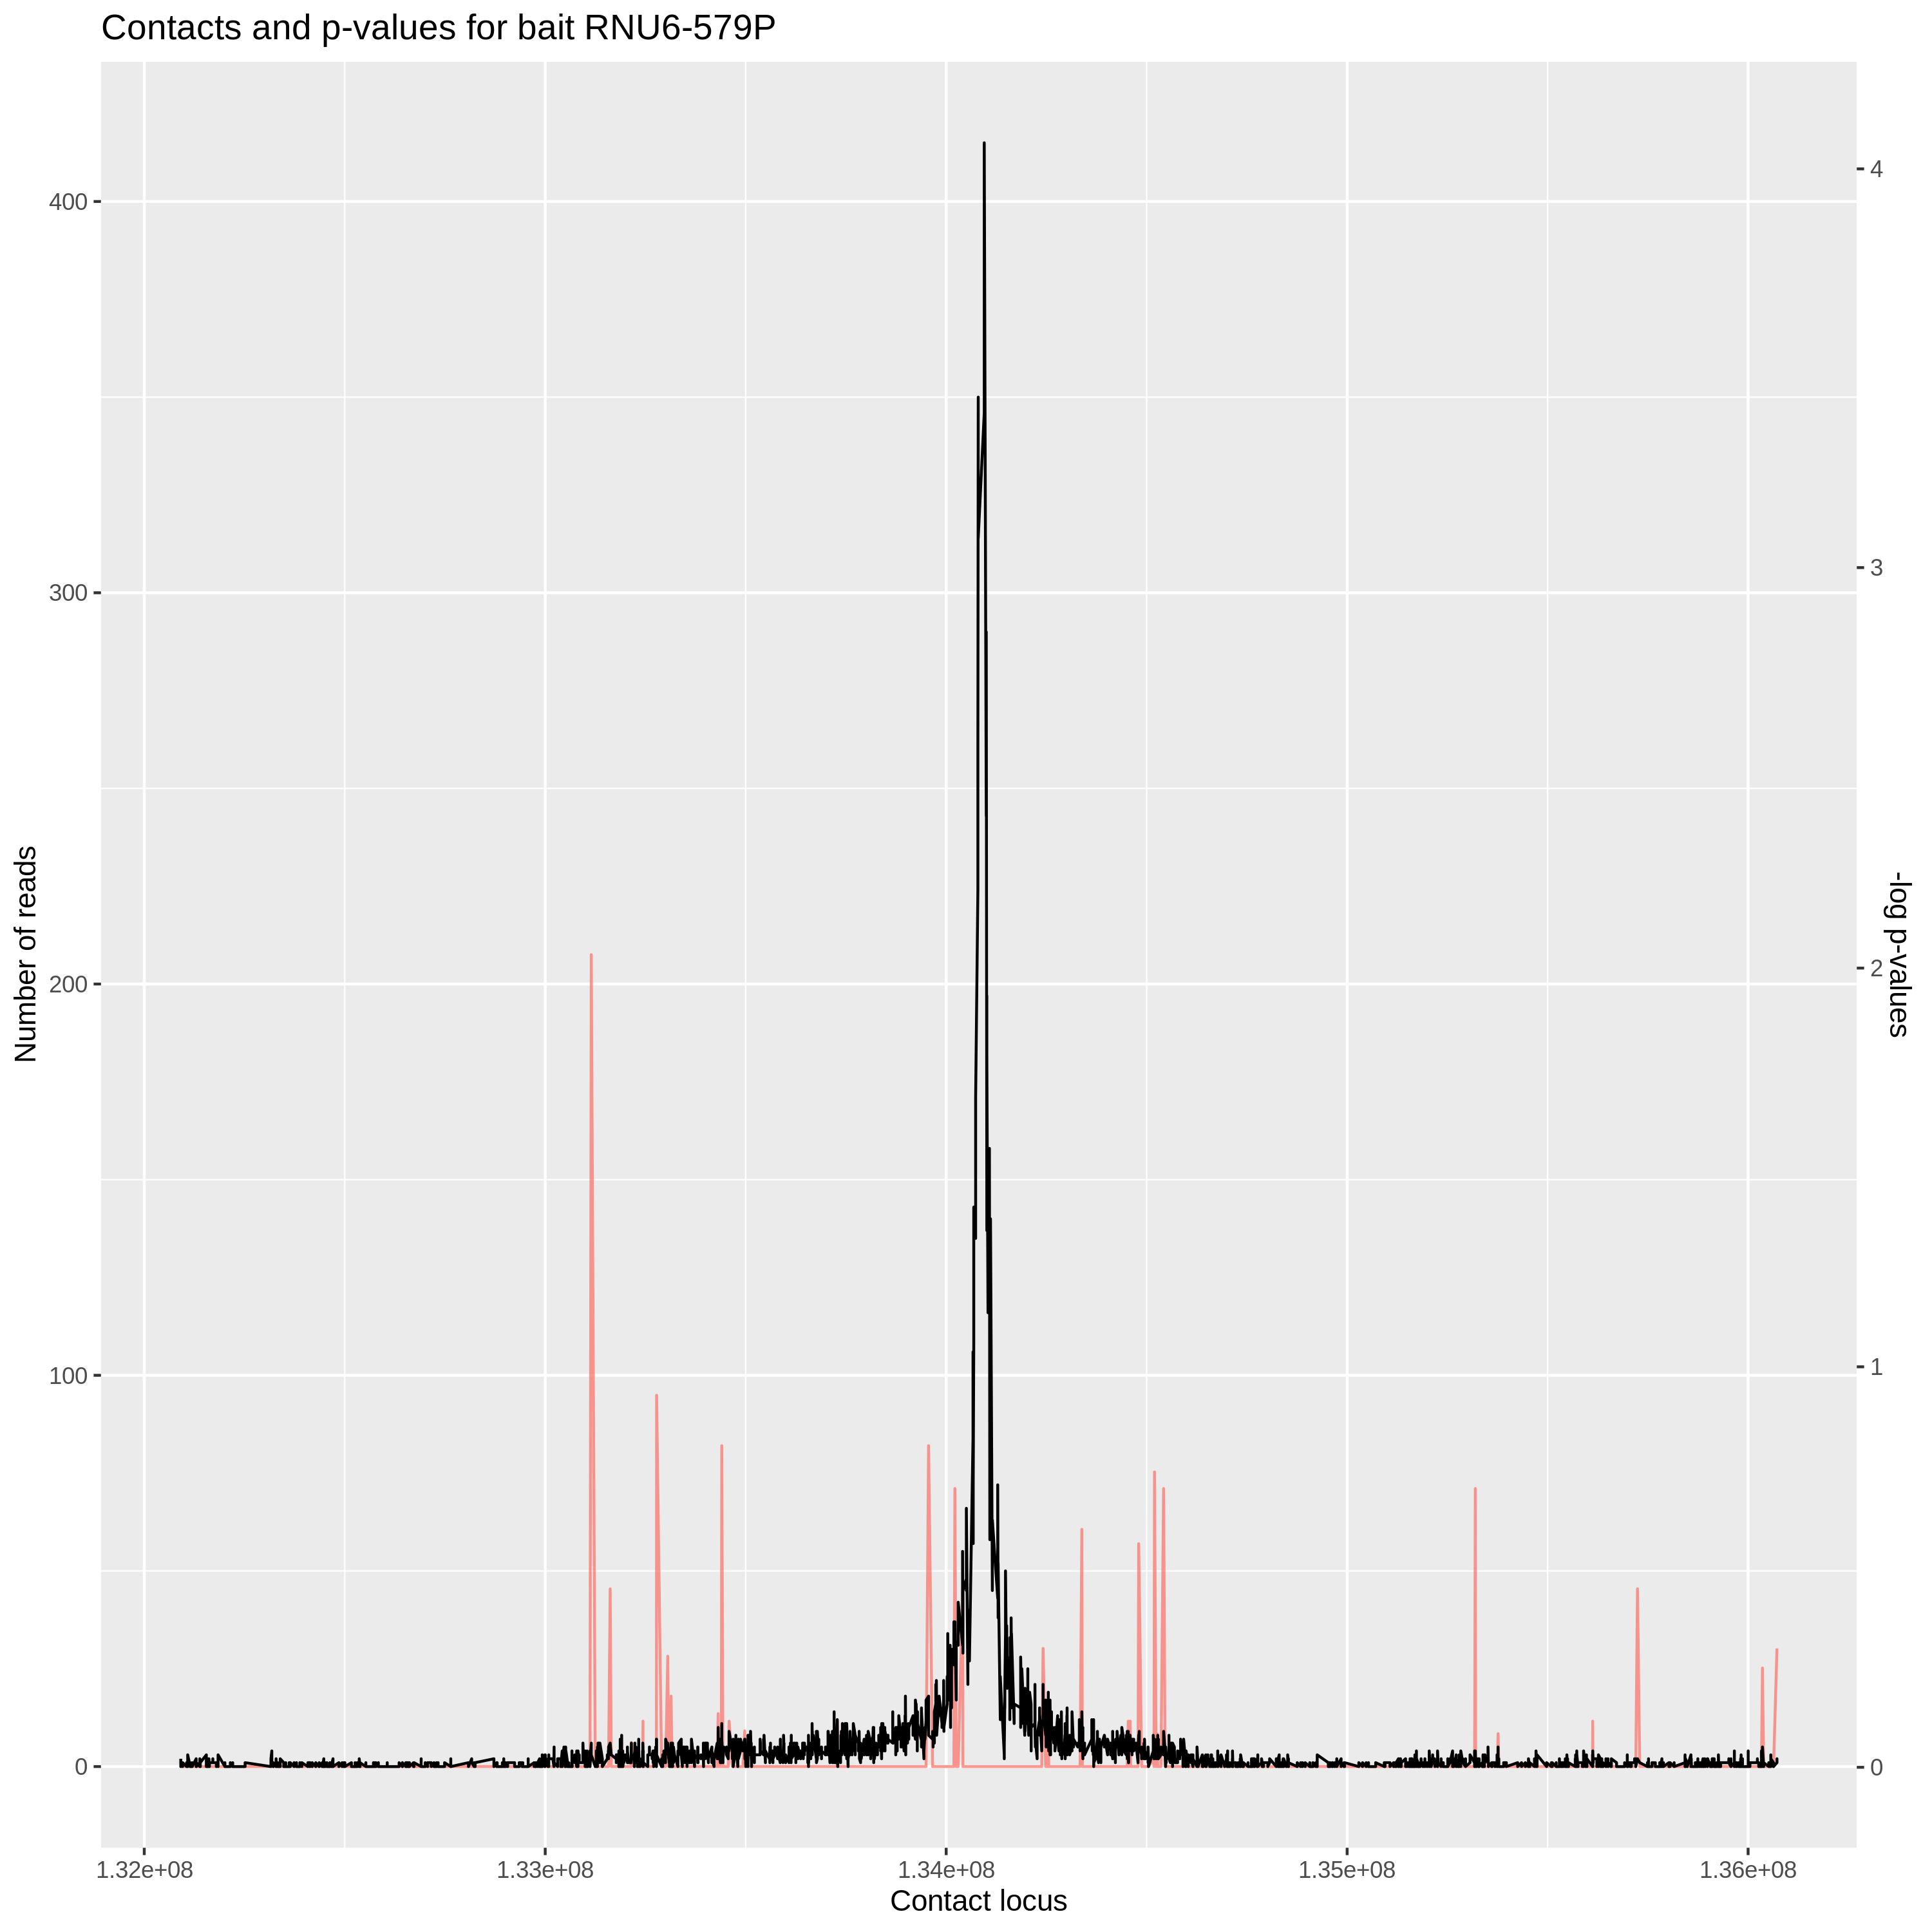 Contacts and p-values for bait RNU6-579P
400
300
200
100
0
Number of reads
4
3
2
1
0
-log p-values
1.32e+08
1.33e+08
1.34e+08
1.35e+08
1.36e+08
Contact locus